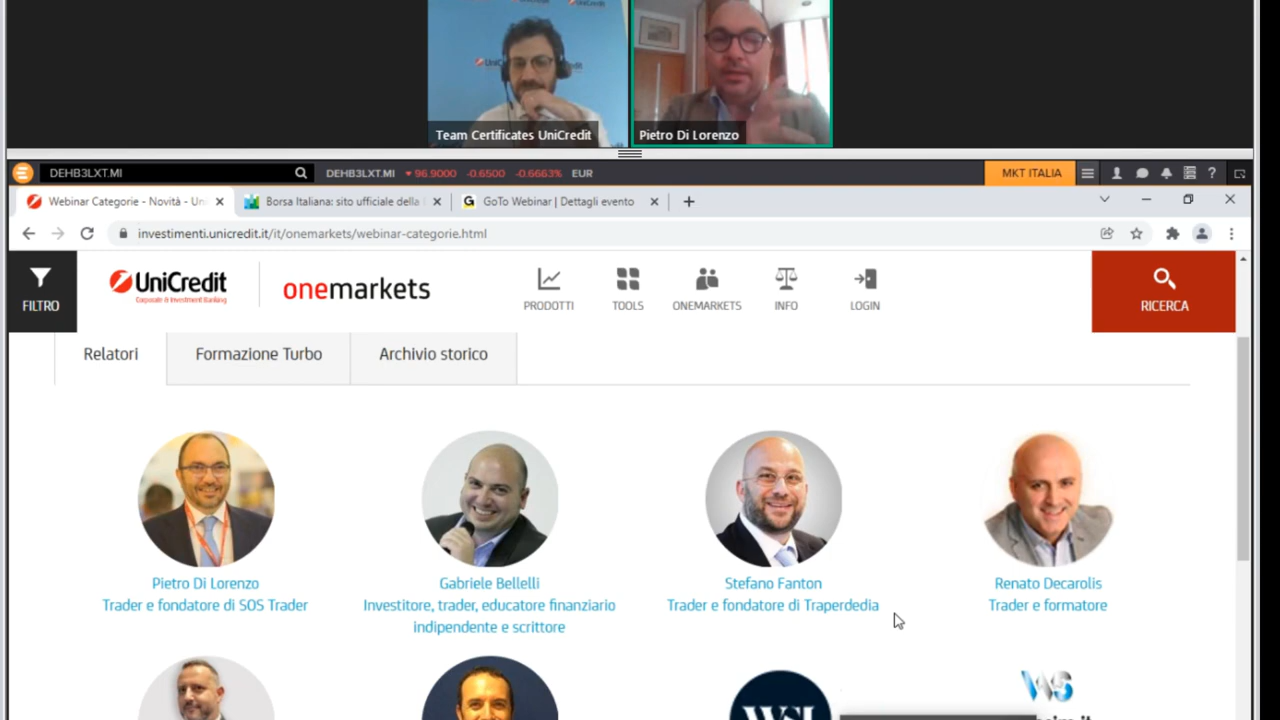 UniCredit
UniCredit
Team Certificates UniCredit
Pietro Di Lorenzo
DEHB3LXT.MI
DEHB3LXT.MI 96.9000 -0.6500 -0.6663% EUR
MKT ITALIA
?
Webinar Categorie - Novità - Un
Borsa Italiana: sito ufficiale della
GoTo Webinar | Dettagli evento
investimenti.unicredit.it/it/onemarkets/webinar-categorie.html
FILTRO
UniCredit
Corporate & Investment Banking
onemarkets
PRODOTTI
TOOLS
ONEMARKETS
INFO
LOGIN
RICERCA
Relatori
Formazione Turbo
Archivio storico
Pietro Di Lorenzo
Trader e fondatore di SOS Trader
Gabriele Bellelli
Investitore, trader, educatore finanziario
indipendente e scrittore
Stefano Fanton
Trader e fondatore di Traperdedia
Renato Decarolis
Trader e formatore
WSI
WS